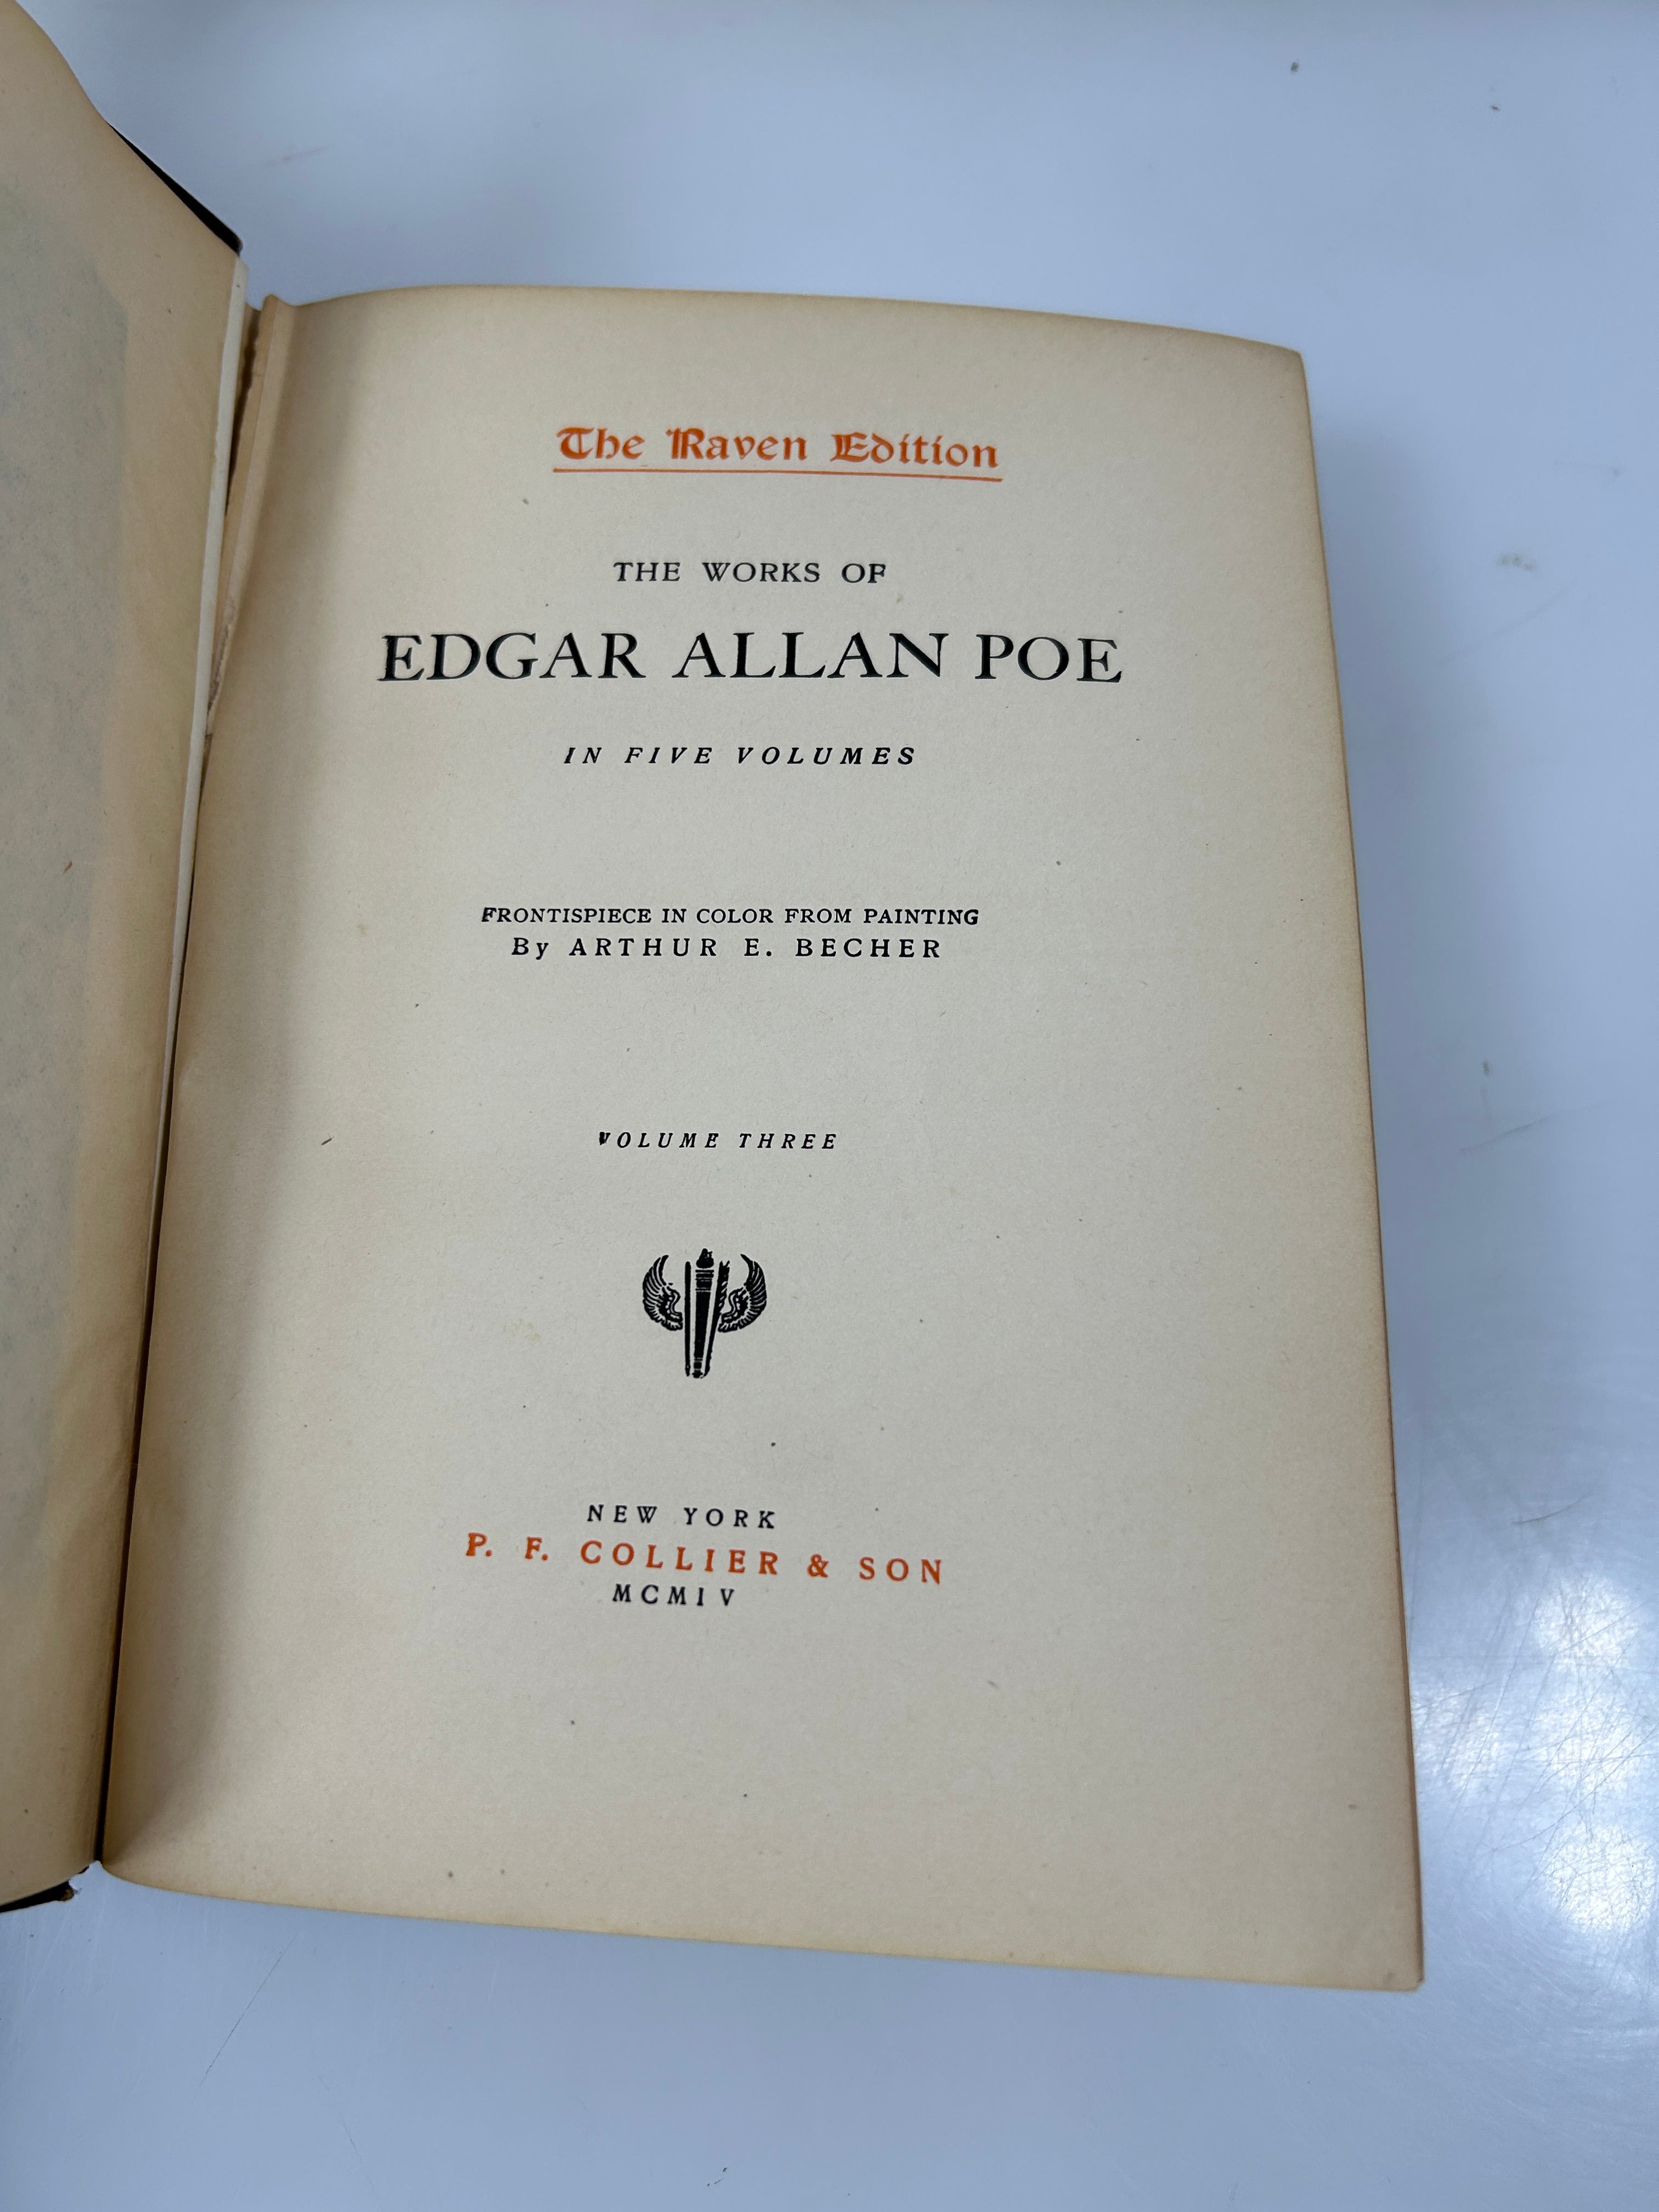 The Raven Edition
THE WORKS OF
EDGAR ALLAN POE
IN FIVE VOLUMES
FRONTISPIECE IN COLOR FROM PAINTING
By ARTHUR E. BECHER
VOLUME THREE
NEW YORK
P. F. COLLIER & SON
MCMIV